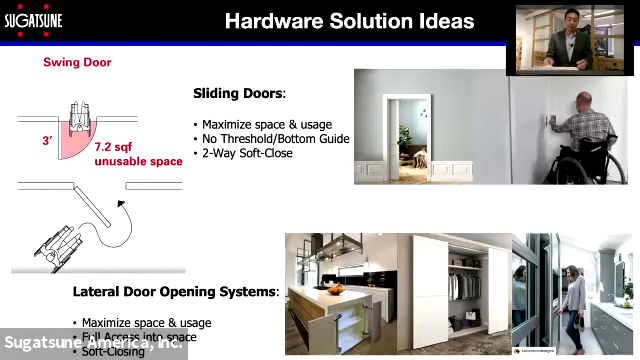 SUGATSUNE
Hardware Solution Ideas
Swing Door
3’
7.2 sqf
unusable space
Sliding Doors:
• Maximize space & usage
• No Threshold/Bottom Guide
• 2-Way Soft-Close
Lateral Door Opening Systems:
• Maximize space & usage
• Full Access into space
• Soft-Closing
Sugatsune America, Inc.